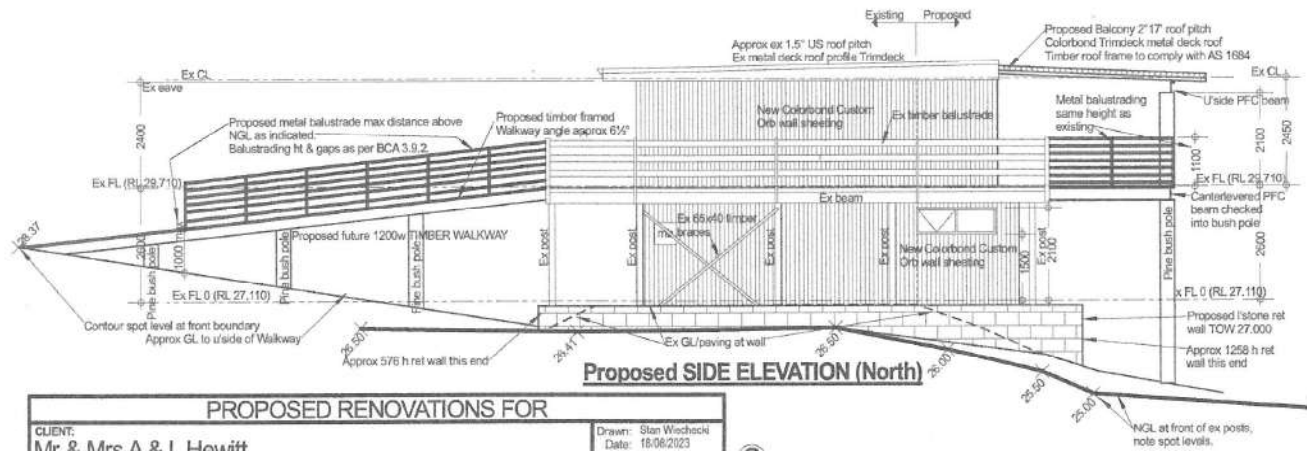 Existing
Proposed
Approx ex 1.5° US roof pitch
Ex metal deck roof profile Trimdeck
Proposed Balcony 2°17' roof pitch
Colorbond Trimdeck metal deck roof
Timber roof frame to comply with AS 1684
Ex CL
Ex eave
Ex CL
U'side PFC beam
2400
Proposed metal balustrade max distance above
NGL as indicated.
Balustrading ht & gaps as per BCA 3.9.2.
Proposed timber framed
Walkway angle approx 6½°
New Colorbond Custom
Orb wall sheeting
Ex timber balustrade
Metal balustrading
same height as
existing
1100
2100
2450
Ex FL (RL 29,710)
Ex FL (RL 29,710)
Ex beam
Canterlevered PFC
beam checked
into bush pole
28.37
2600
1000
Pine bush pole
Pine bush pole
Pine bush pole
Proposed future 1200w TIMBER WALKWAY
Ex post
Ex post
Ex 65x40 timber
braces
Ex post
Ex post
New Colorbond Custom
Orb wall sheeting
1500
Ex post
2100
Pine bush pole
2600
Ex FL 0 (RL 27,110)
x FL 0 (RL 27,110)
Contour spot level at front boundary
Approx GL to u'side of Walkway
26.50
26.41
Approx 576 h ret wall this end
Ex GL/paving at wall
26.50
26.00
25.50
25.00
Proposed l'stone ret
wall TOW 27.000
Approx 1258 h ret
wall this end
NGL at front of ex posts,
note spot levels.
Proposed SIDE ELEVATION (North)
PROPOSED RENOVATIONS FOR
CLIENT:
Mr & Mrs A & L Hewitt
Drawn: Stan Wiechecki
Date: 18/08/2023